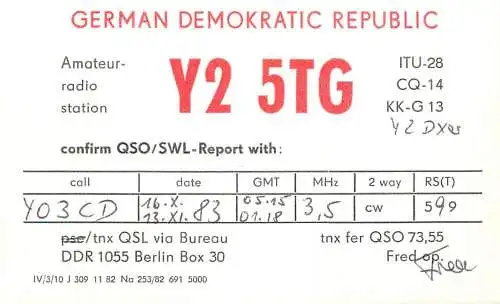 GERMAN DEMOKRATIC REPUBLIC
Amateur-
radio
station
Y2 5TG
ITU-28
CQ-14
KK-G 13
Y2 DXer
confirm QSO/SWL-Report with:
call date GMT MHz 2 way RS(T)
YO3CD 16.X. 13.XI.83 05.15 01.18 3,5 cw 599
pse/tnx QSL via Bureau tnx fer QSO 73,55
DDR 1055 Berlin Box 30 Fred op.
Fred
IV/3/10 J 309 11 82 Na 253/82 691 5000